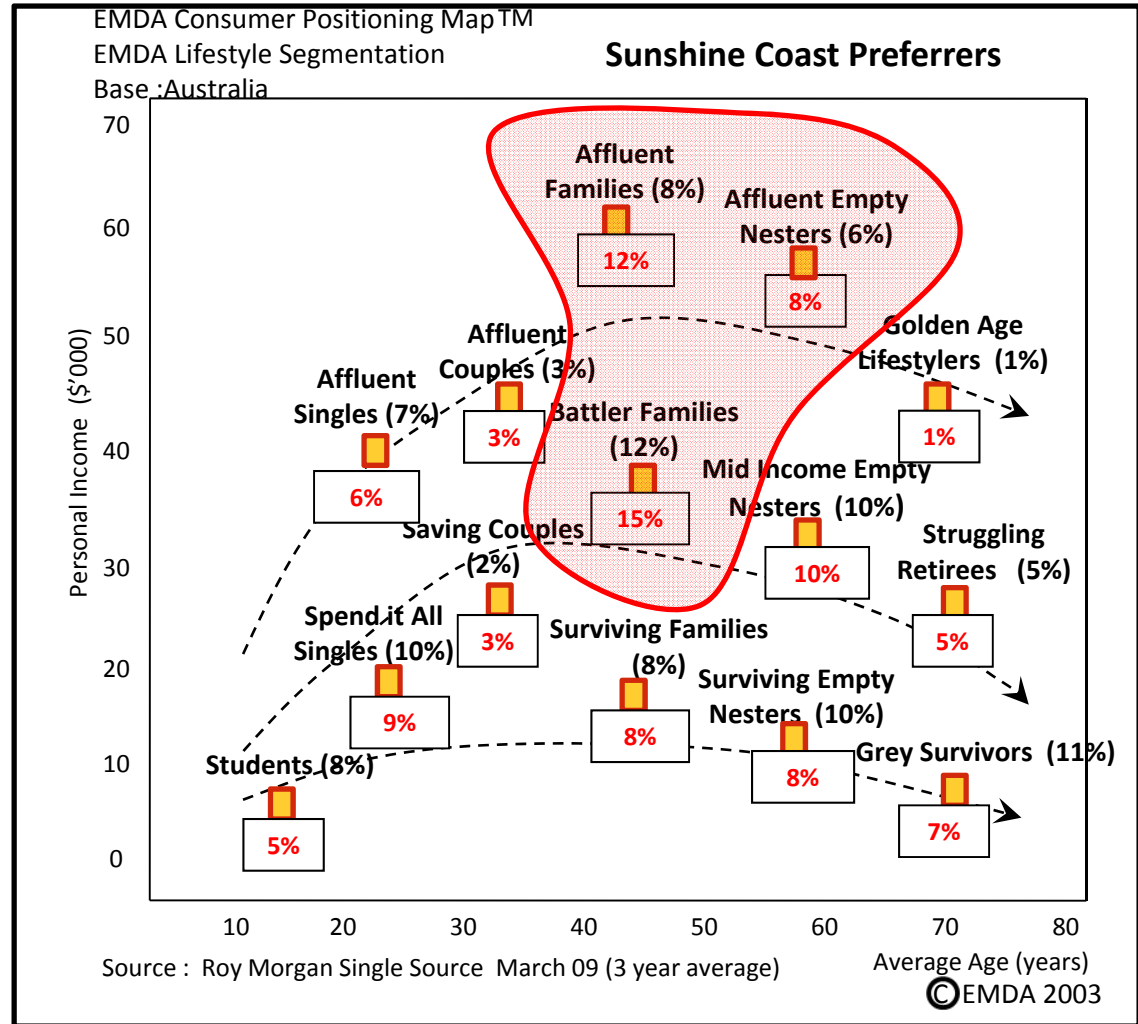 EMDA Consumer Positioning Map TM
EMDA Lifestyle Segmentation
Base :Australia
Sunshine Coast Preferrers
Personal Income ($'000)
70
60
50
40
30
20
10
0
Affluent
Families (8%)
12%
Affluent Empty
Nesters (6%)
8%
Golden Age
Lifestylers (1%)
1%
Affluent
Couples (3%)
3%
Affluent
Singles (7%)
6%
Battler Families
(12%)
15%
Mid Income Empty
Nesters (10%)
10%
Struggling
Retirees (5%)
5%
Saving Couples
(2%)
3%
Spend it All
Singles (10%)
9%
Surviving Families
(8%)
8%
Surviving Empty
Nesters (10%)
8%
Grey Survivors (11%)
7%
Students (8%)
5%
10 20 30 40 50 60 70 80
Average Age (years)
Source : Roy Morgan Single Source March 09 (3 year average)
© EMDA 2003